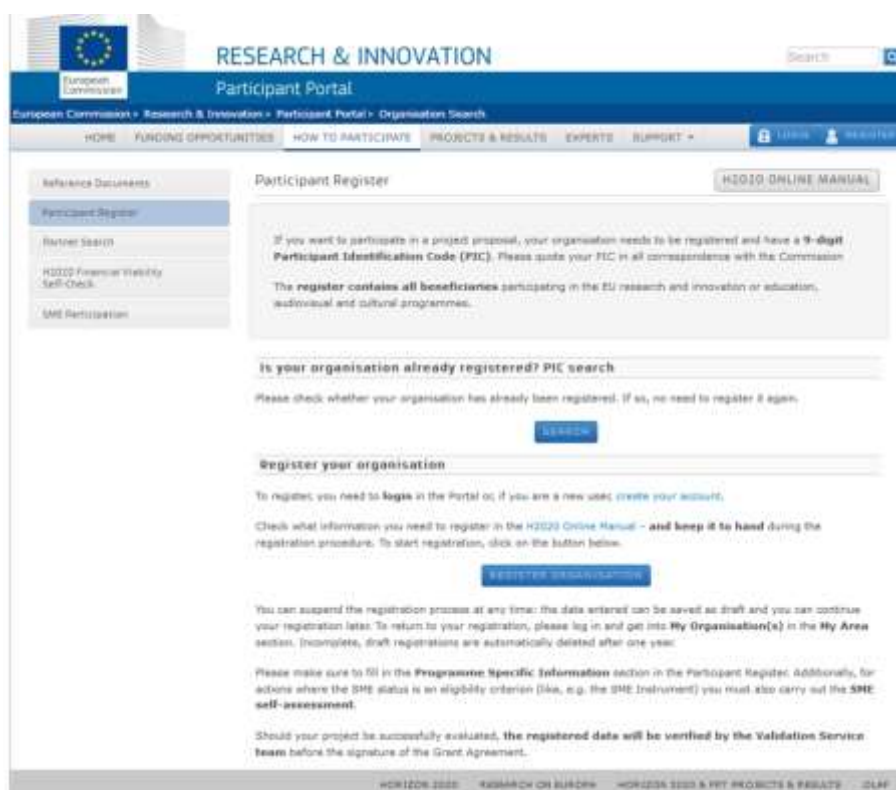 RESEARCH & INNOVATION
Search
European
Commission
Participant Portal
European Commission > Research & Innovation > Participant Portal > Organisation Search
HOME FUNDING OPPORTUNITIES HOW TO PARTICIPATE PROJECTS & RESULTS EXPERTS SUPPORT LOGIN REGISTER
Reference Documents
Participant Register
Partner Search
H2020 Financial Viability
Self-Check
SME Participation
Participant Register
H2020 ONLINE MANUAL
If you want to participate in a project proposal, your organisation needs to be registered and have a 9-digit
Participant Identification Code (PIC). Please quote your PIC in all correspondence with the Commission
The register contains all beneficiaries participating in the EU research and innovation or education,
audiovisual and cultural programmes.
Is your organisation already registered? PIC search
Please check whether your organisation has already been registered. If so, no need to register it again.
SEARCH
Register your organisation
To register, you need to login in the Portal or, if you are a new user, create your account.
Check what information you need to register in the H2020 Online Manual - and keep it to hand during the
registration procedure. To start registration, click on the button below.
REGISTER ORGANISATION
You can suspend the registration process at any time: the data entered can be saved as draft and you can continue
your registration later. To return to your registration, please log in and get into My Organisation(s) in the My Area
section. Incomplete, draft registrations are automatically deleted after one year.
Please make sure to fill in the Programme Specific Information section in the Participant Register. Additionally, for
actions where the SME status is an eligibility criterion (like, e.g. the SME Instrument) you must also carry out the SME
self-assessment.
Should your project be successfully evaluated, the registered data will be verified by the Validation Service
team before the signature of the Grant Agreement.
HORIZON 2020 RESEARCH ON EUROPA HORIZON 2020 & FP7 PROJECTS & RESULTS OLAF